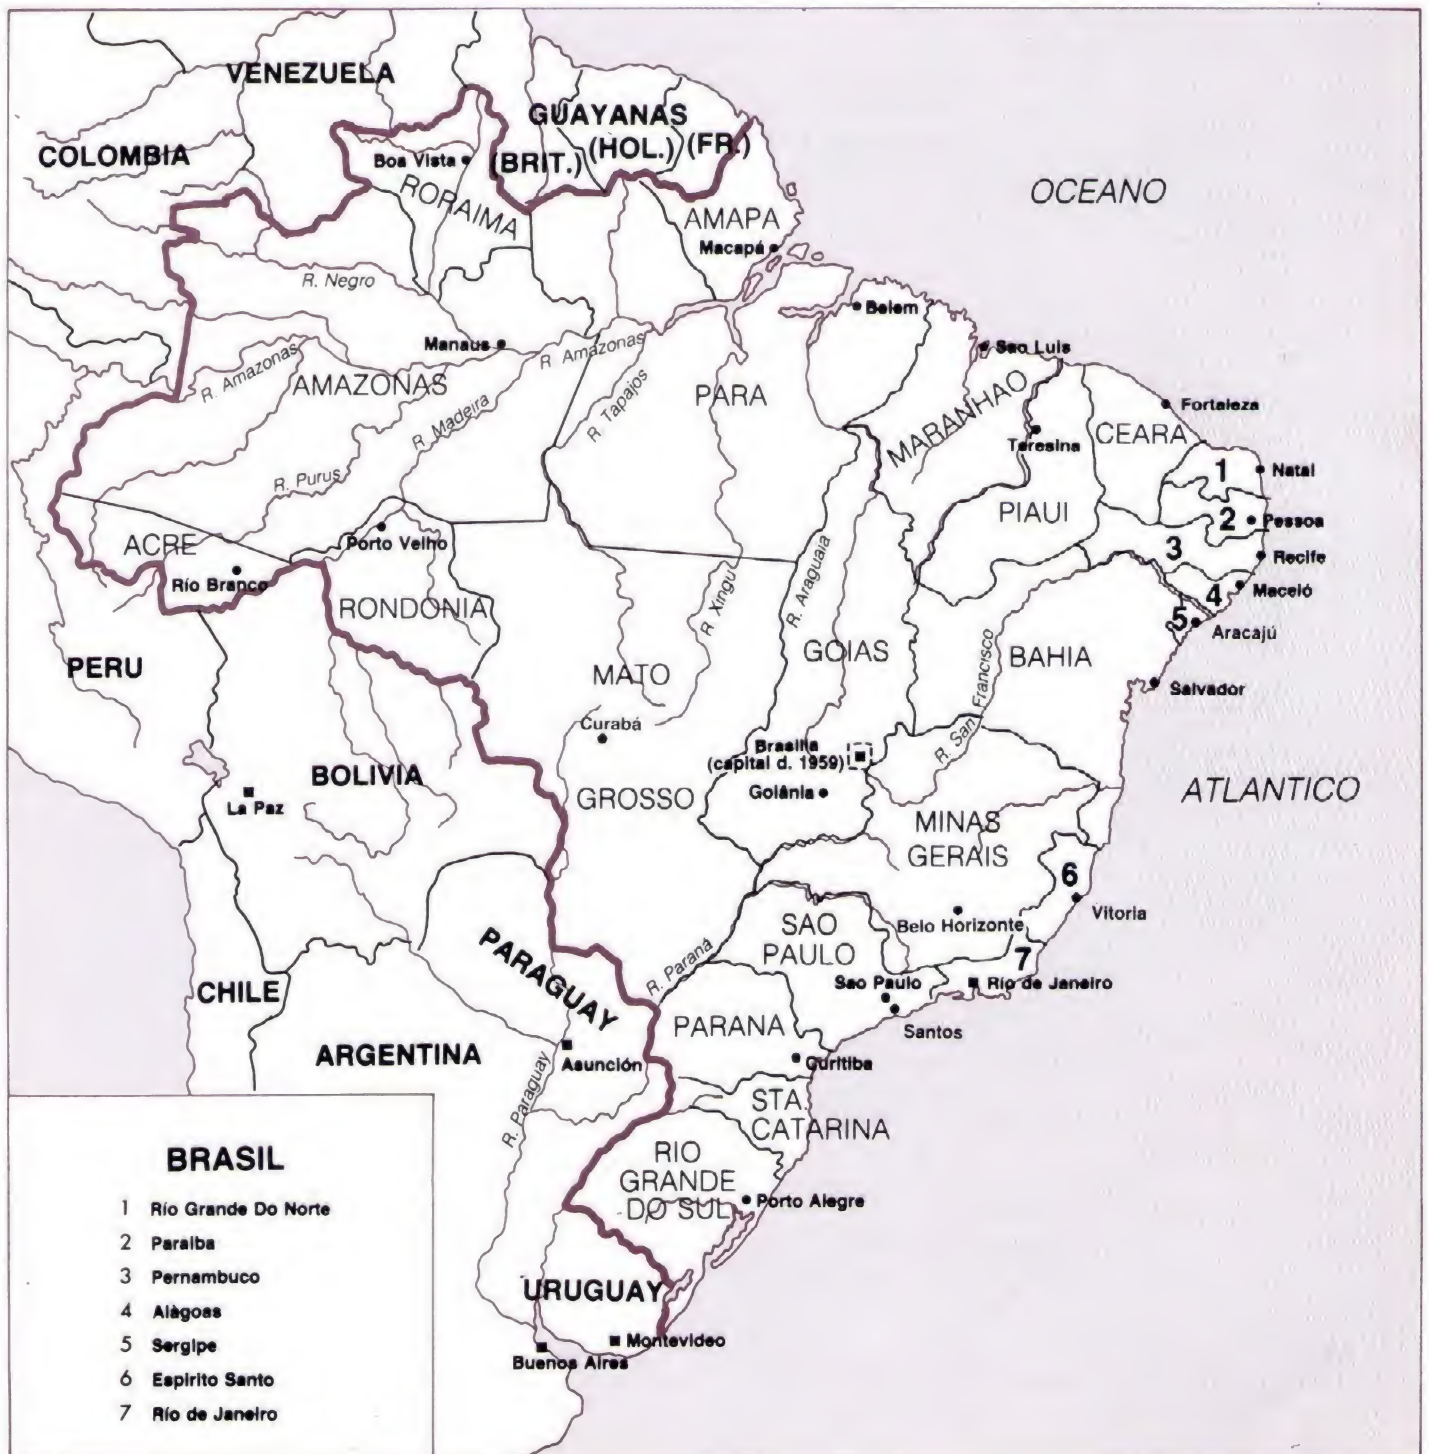 VENEZUELA
GUAYANAS
(BRIT.)
(HOL.)
(FR.)
COLOMBIA
Boa Vista
RORAIMA
AMAPA
Macapá
OCEANO
R. Negro
Belem
Manaus
R. Amazonas
Sao Luis
R. Amazonas
AMAZONAS
R. Madeira
R. Tapajos
PARA
MARANHAO
Fortaleza
Teresina
CEARA
R. Purus
1
Natal
PIAUI
2
Pessoa
ACRE
Porto Velho
3
Recife
Río Branco
RONDONIA
R. Xingu
R. Araguaia
4
Maceló
5
Aracajú
PERU
MATO
GOIAS
R. San Francisco
BAHIA
Salvador
Curabá
Brasilia
(capital d. 1959)
BOLIVIA
La Paz
GROSSO
Goiânia
ATLANTICO
MINAS
GERAIS
6
Vitoria
SAO
PAULO
Belo Horizonte
PARAGUAY
R. Paraná
7
CHILE
Sao Paulo
Río de Janeiro
Santos
PARANA
ARGENTINA
Asunción
Curitiba
R. Paraguay
STA.
CATARINA
RIO
GRANDE
DO SUL
Porto Alegre
URUGUAY
Montevideo
Buenos Aires
BRASIL
1 Río Grande Do Norte
2 Paraiba
3 Pernambuco
4 Alàgoas
5 Sergipe
6 Espirito Santo
7 Río de Janeiro